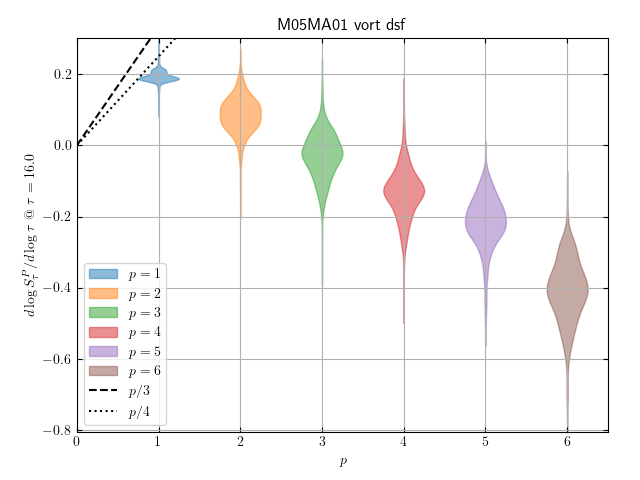 M05MA01 vort dsf
d log S_τ^P / d log τ @ τ = 16.0
0.2
0.0
−0.2
−0.4
−0.6
−0.8
p = 1
p = 2
p = 3
p = 4
p = 5
p = 6
p/3
p/4
0 1 2 3 4 5 6
p